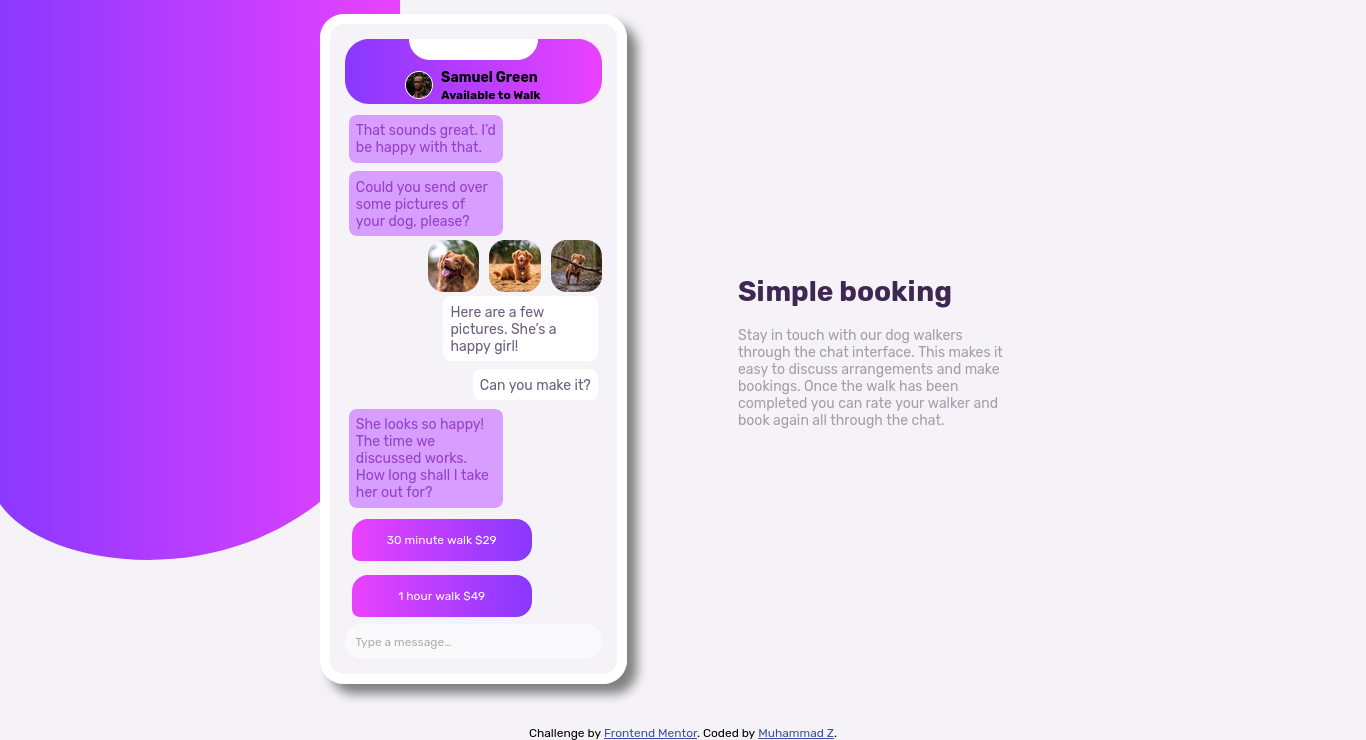 Samuel Green
Available to Walk
That sounds great. I’d
be happy with that.
Could you send over
some pictures of
your dog, please?
Here are a few
pictures. She’s a
happy girl!
Can you make it?
She looks so happy!
The time we
discussed works.
How long shall I take
her out for?
30 minute walk $29
1 hour walk $49
Type a message…
Simple booking
Stay in touch with our dog walkers
through the chat interface. This makes it
easy to discuss arrangements and make
bookings. Once the walk has been
completed you can rate your walker and
book again all through the chat.
Challenge by Frontend Mentor. Coded by Muhammad Z.